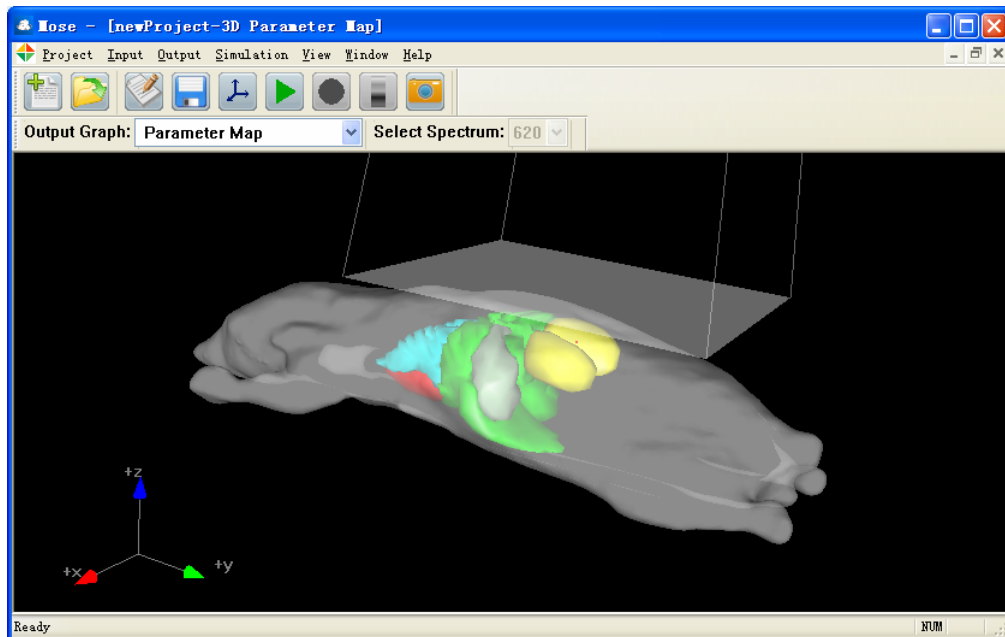 Mose - [newProject-3D Parameter Map]
Project Input Output Simulation View Window Help
Output Graph: Parameter Map Select Spectrum: 620
+z
+x +y
Ready NUM